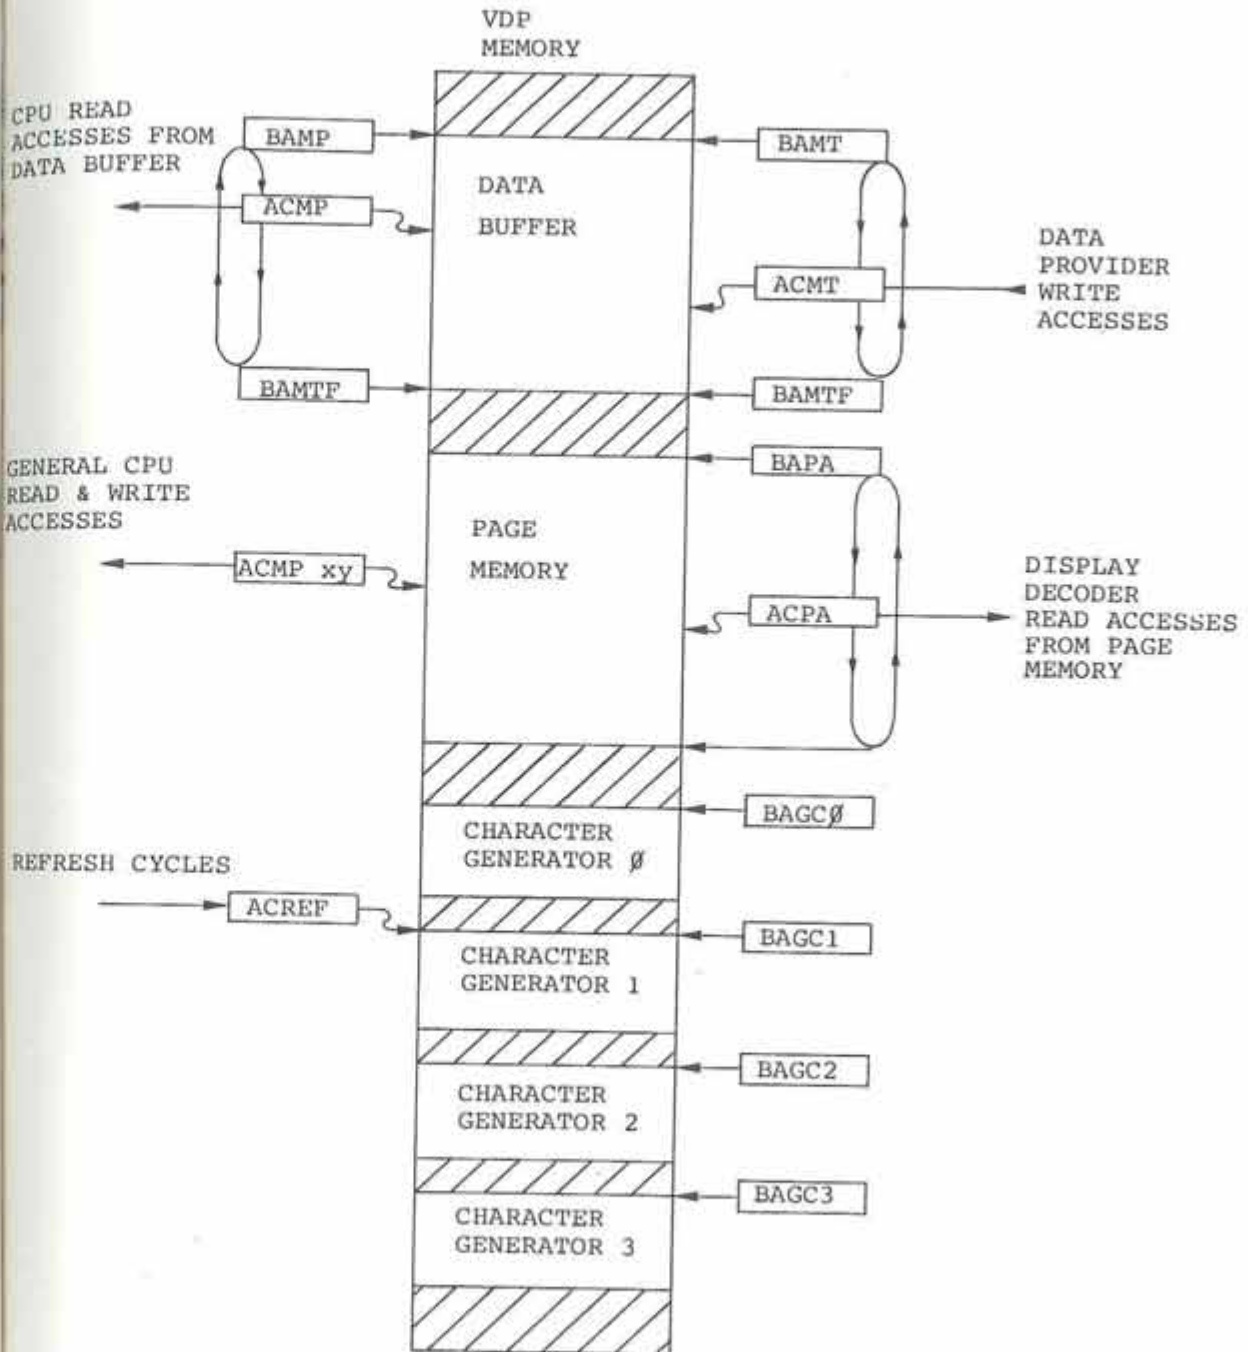 VDP
MEMORY
CPU READ
ACCESSES FROM
DATA BUFFER
BAMP
BAMT
DATA
BUFFER
ACMP
ACMT
DATA
PROVIDER
WRITE
ACCESSES
BAMTF
BAMTF
GENERAL CPU
READ & WRITE
ACCESSES
BAPA
PAGE
MEMORY
ACMP xy
ACPA
DISPLAY
DECODER
READ ACCESSES
FROM PAGE
MEMORY
BAGCØ
CHARACTER
GENERATOR Ø
REFRESH CYCLES
ACREF
BAGC1
CHARACTER
GENERATOR 1
BAGC2
CHARACTER
GENERATOR 2
BAGC3
CHARACTER
GENERATOR 3